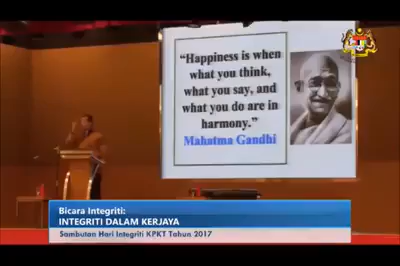 “Happiness is when
what you think,
what you say, and
what you do are in
harmony.”
Mahatma Gandhi
Bicara Integriti:
INTEGRITI DALAM KERJAYA
Sambutan Hari Integriti KPKT Tahun 2017